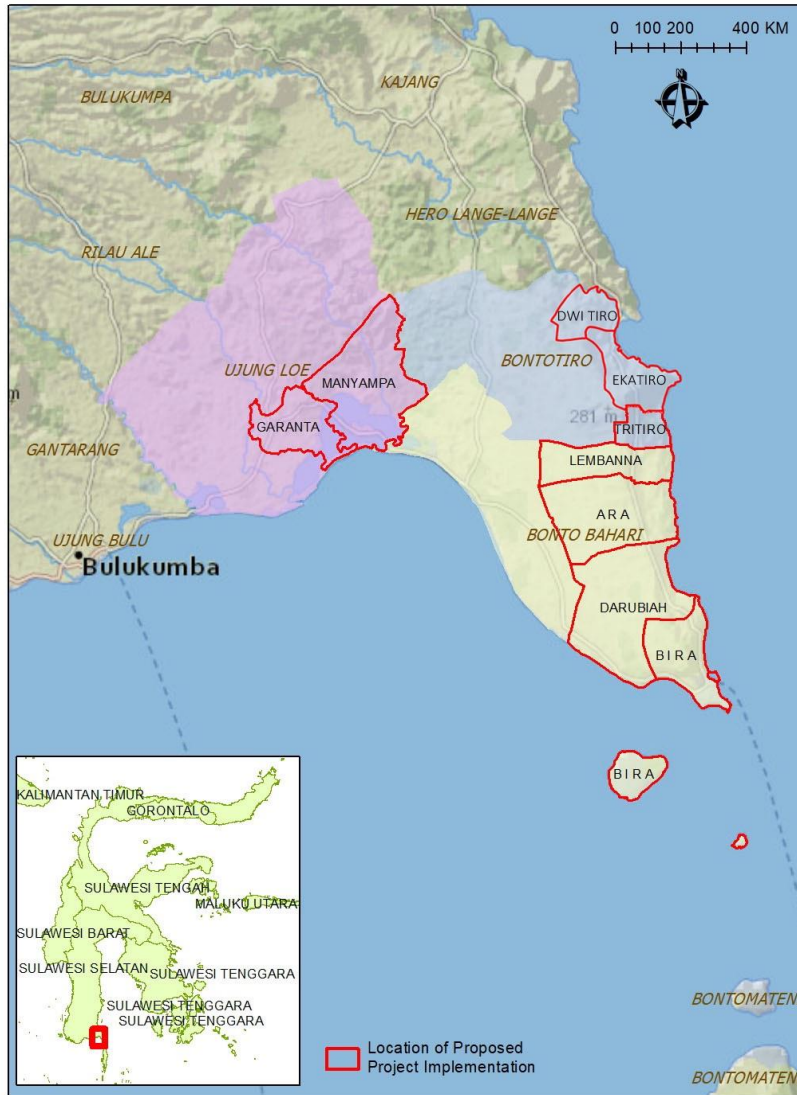 0 100 200 400 KM
N
KAJANG
BULUKUMPA
HERO LANGE-LANGE
RILAU ALE
DWI TIRO
BONTOTIRO
UJUNG LOE
MANYAMPA
EKATIRO
281 m
GARANTA
TRITIRO
GANTARANG
LEMBANNA
A R A
UJUNG BULU
BONTO BAHARI
Bulukumba
DARUBIAH
B I R A
B I R A
KALIMANTAN TIMUR
GORONTALO
SULAWESI TENGAH
MALUKU UTARA
SULAWESI BARAT
SULAWESI SELATAN
SULAWESI TENGGARA
SULAWESI TENGGARA
SULAWESI TENGGARA
BONTOMATEN
Location of Proposed
Project Implementation
BONTOMATEN